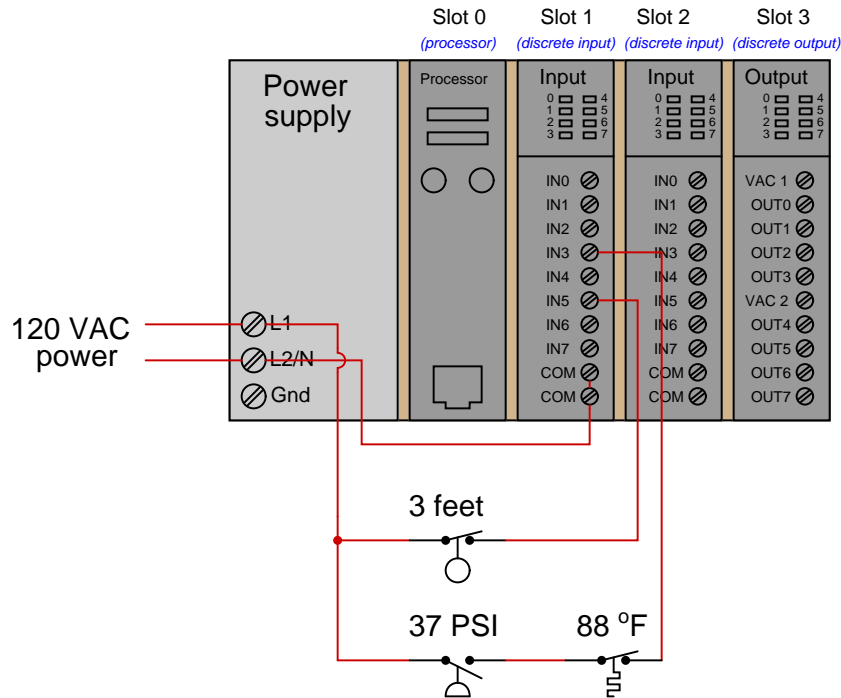 Slot 0 Slot 1 Slot 2 Slot 3
(processor) (discrete input) (discrete input) (discrete output)
Power
supply
120 VAC
power
L1
L2/N
Gnd
Processor
Input
0 4
1 5
2 6
3 7
IN0
IN1
IN2
IN3
IN4
IN5
IN6
IN7
COM
COM
Input
0 4
1 5
2 6
3 7
IN0
IN1
IN2
IN3
IN4
IN5
IN6
IN7
COM
COM
Output
0 4
1 5
2 6
3 7
VAC 1
OUT0
OUT1
OUT2
OUT3
VAC 2
OUT4
OUT5
OUT6
OUT7
3 feet
37 PSI 88 °F